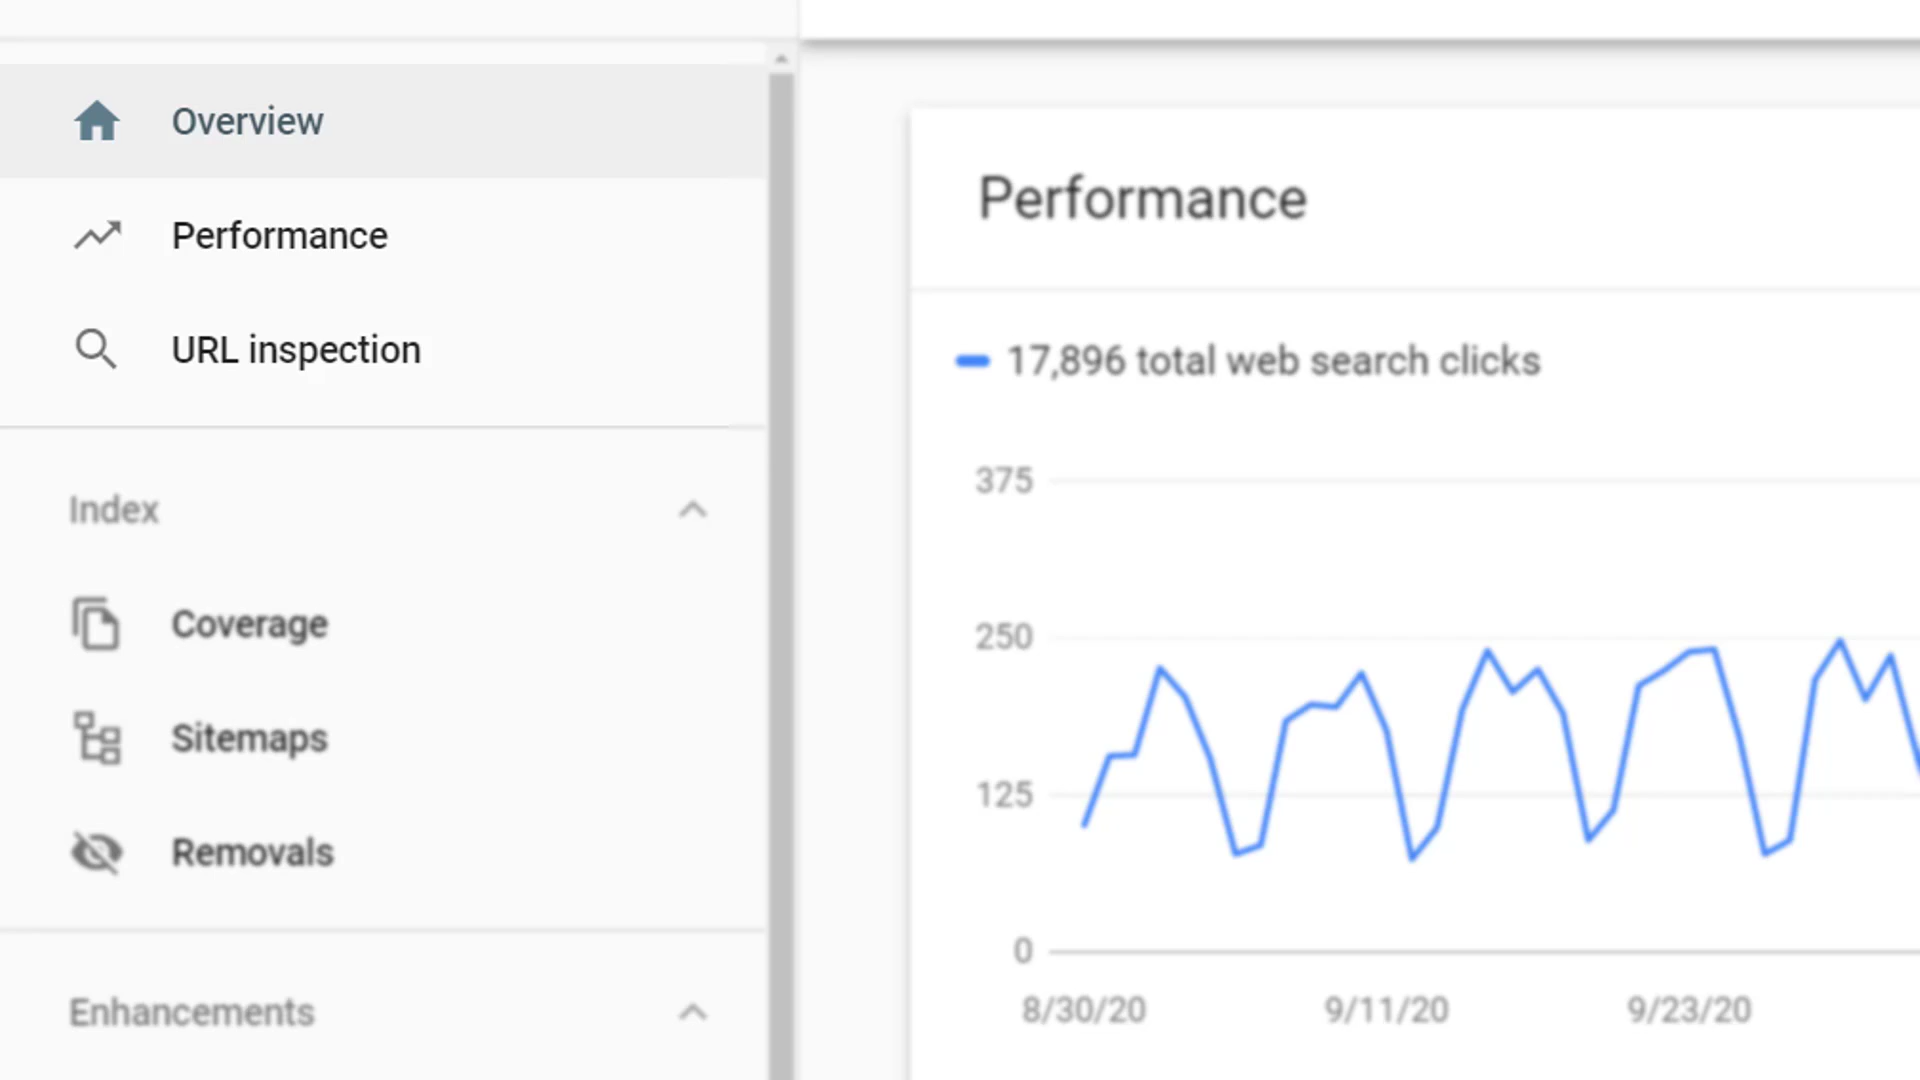 Overview
Performance
URL inspection
Index
Coverage
Sitemaps
Removals
Enhancements
Performance
17,896 total web search clicks
375
250
125
0
8/30/20
9/11/20
9/23/20